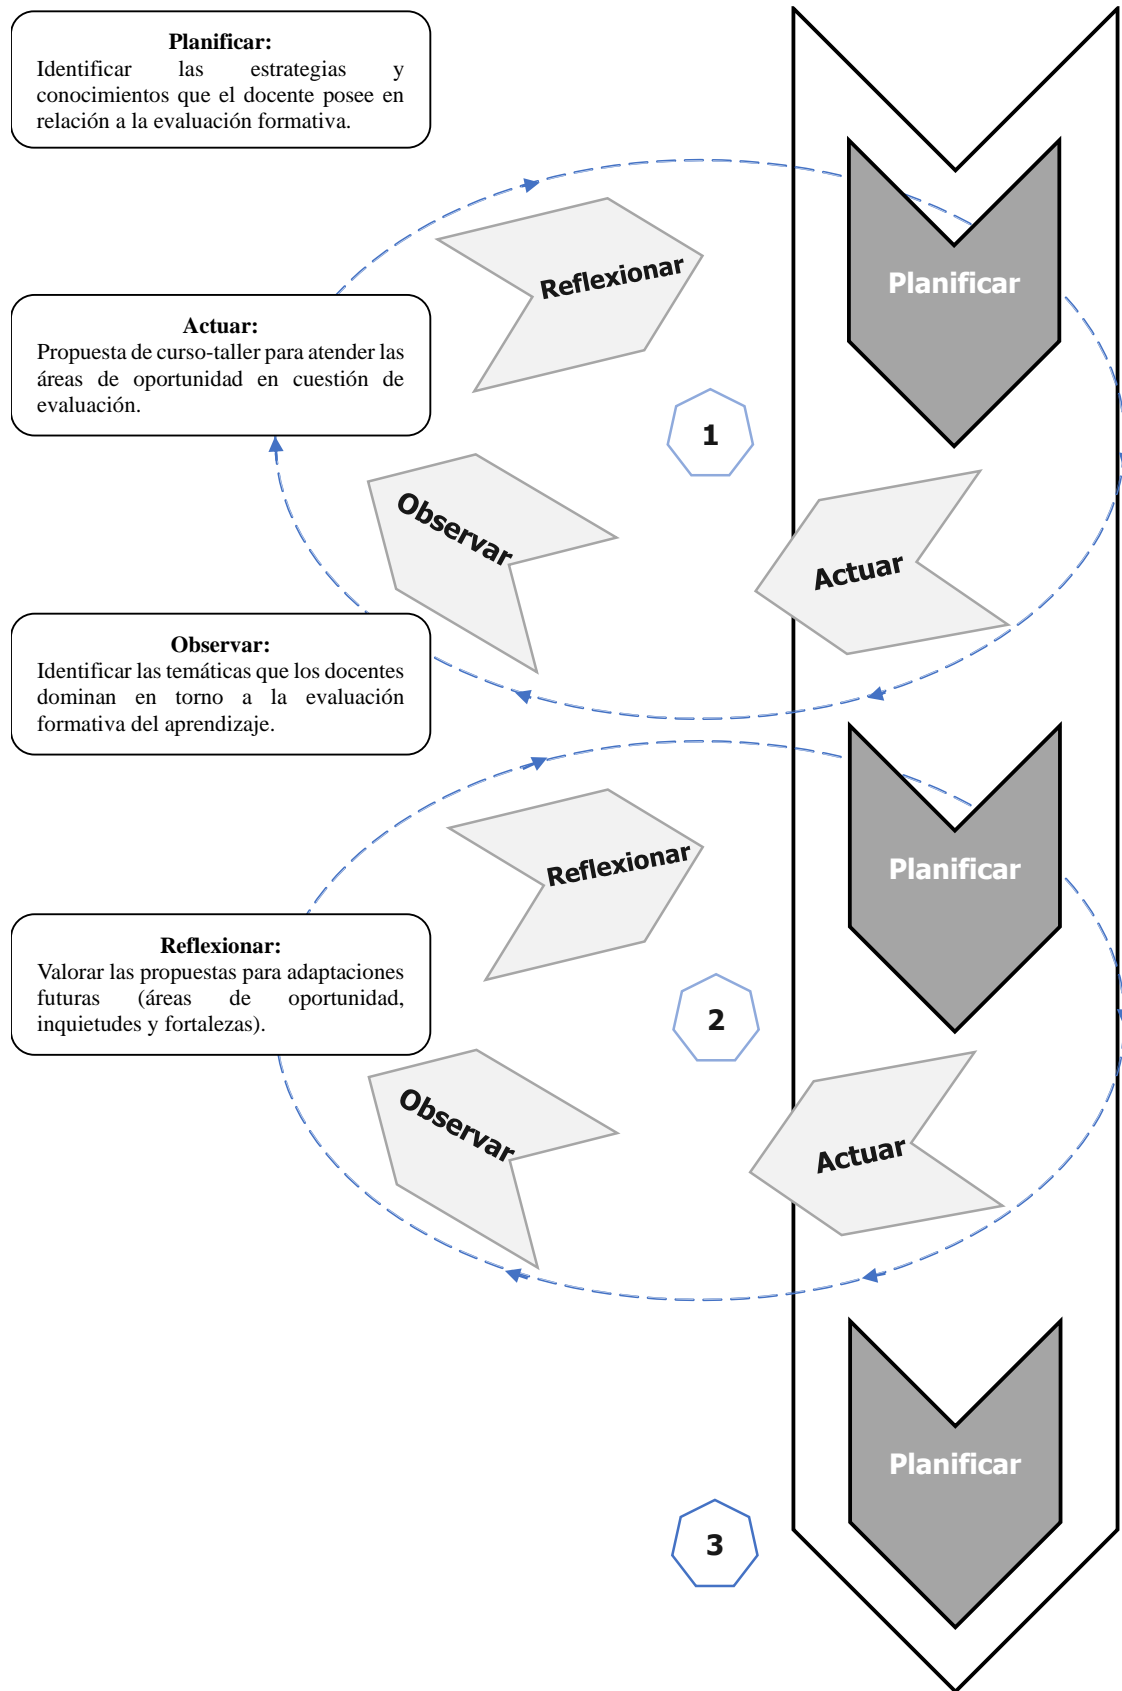 Planificar:
Identificar las estrategias y
conocimientos que el docente posee en
relación a la evaluación formativa.
Reflexionar
Planificar
Actuar:
Propuesta de curso-taller para atender las
áreas de oportunidad en cuestión de
evaluación.
1
Observar
Actuar
Observar:
Identificar las temáticas que los docentes
dominan en torno a la evaluación
formativa del aprendizaje.
Reflexionar
Planificar
Reflexionar:
Valorar las propuestas para adaptaciones
futuras (áreas de oportunidad,
inquietudes y fortalezas).
2
Observar
Actuar
Planificar
3